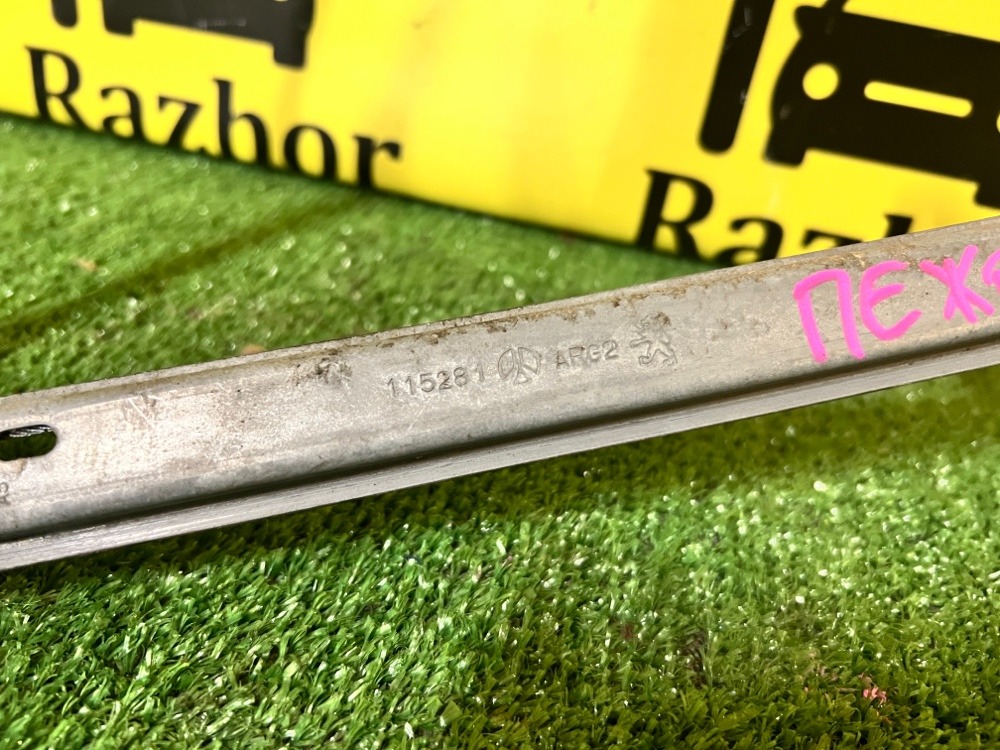 Razbor
Razb
115281 ARG2
ПЕЖ